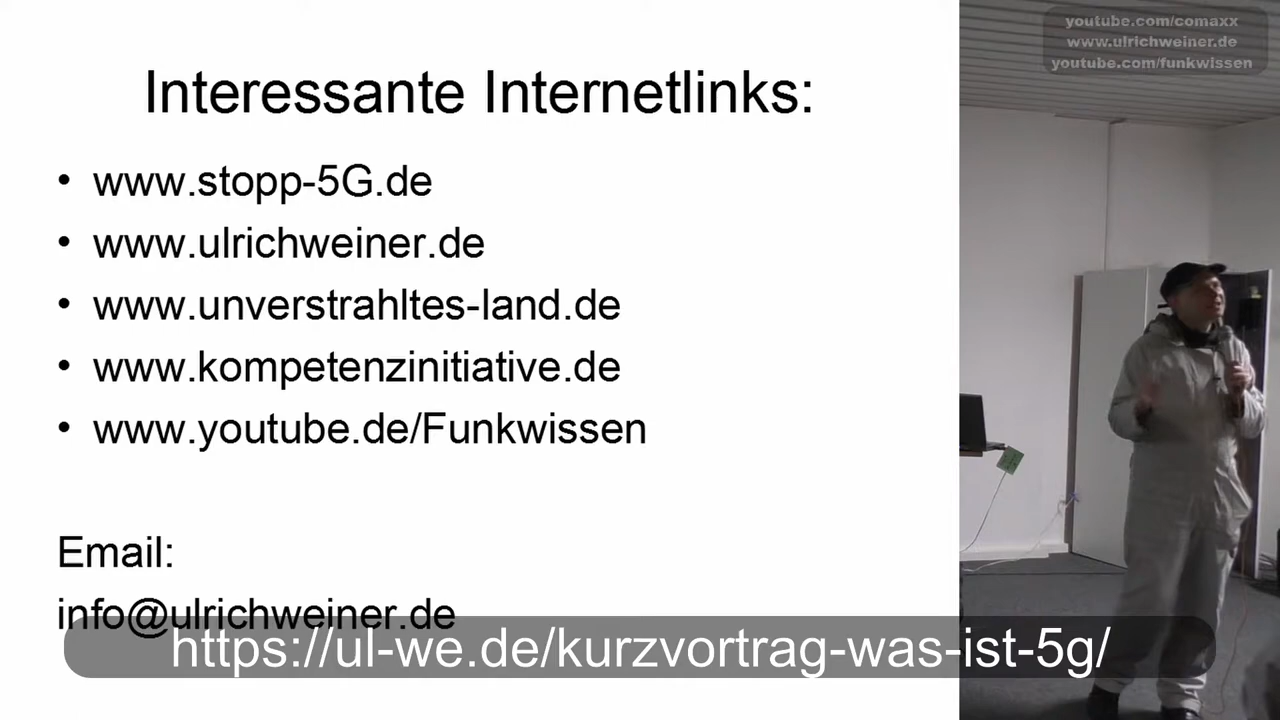 youtube.com/comaxx
www.ulrichweiner.de
youtube.com/funkwissen
Interessante Internetlinks:
• www.stopp-5G.de
• www.ulrichweiner.de
• www.unverstrahltes-land.de
• www.kompetenzinitiative.de
• www.youtube.de/Funkwissen
Email:
info@ulrichweiner.de
https://ul-we.de/kurzvortrag-was-ist-5g/